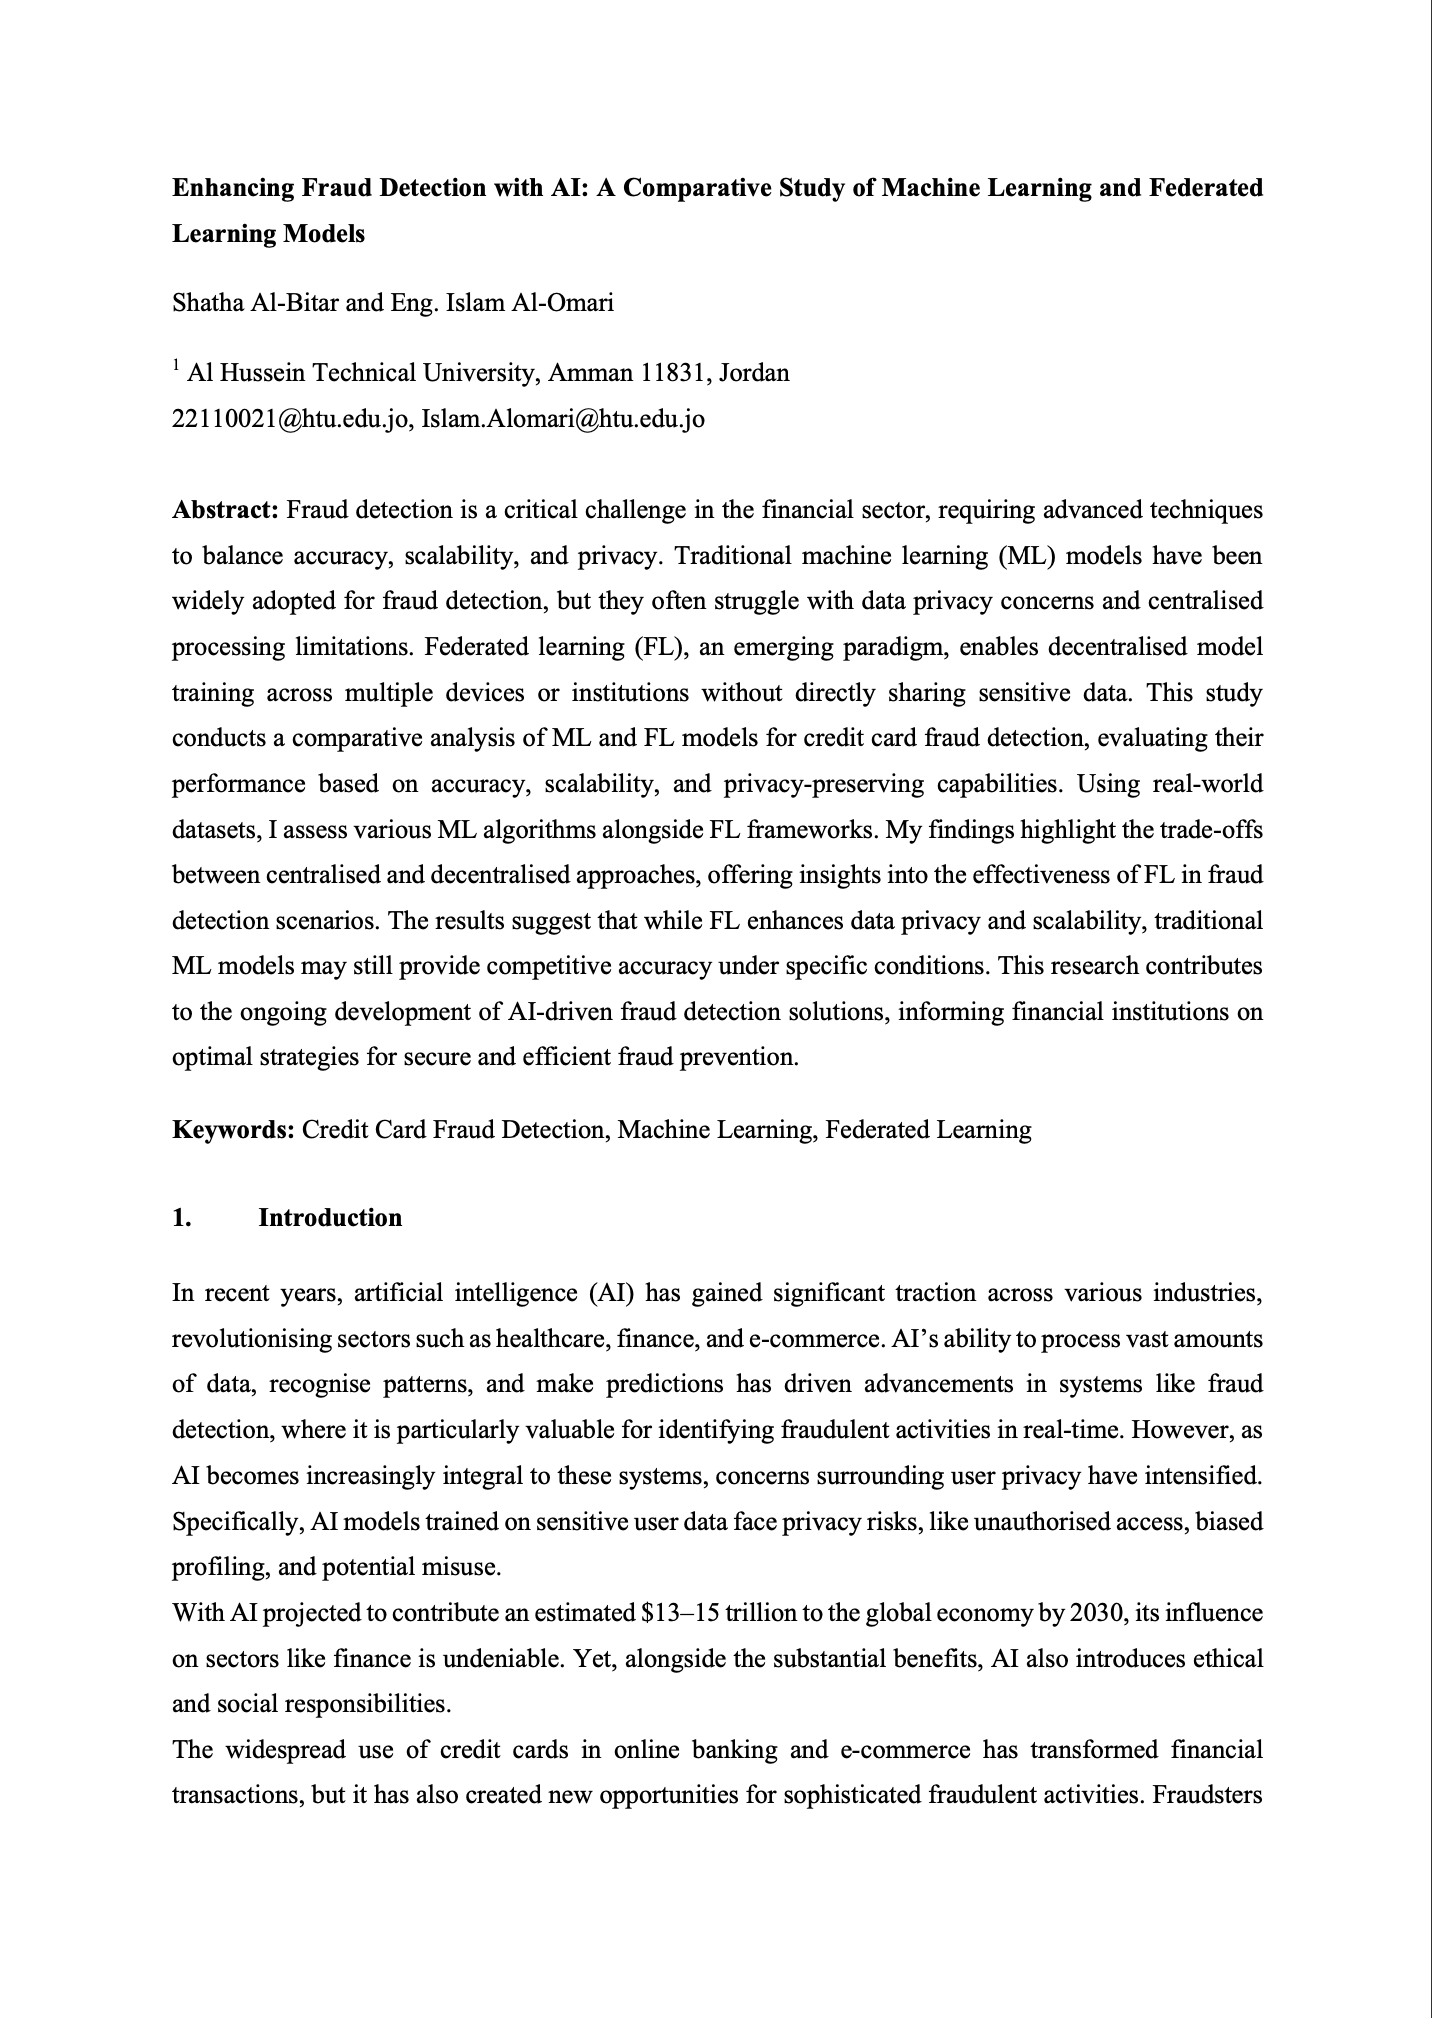 Enhancing Fraud Detection with AI: A Comparative Study of Machine Learning and Federated
Learning Models
Shatha Al-Bitar and Eng. Islam Al-Omari
1 Al Hussein Technical University, Amman 11831, Jordan
22110021@htu.edu.jo, Islam.Alomari@htu.edu.jo
Abstract: Fraud detection is a critical challenge in the financial sector, requiring advanced techniques
to balance accuracy, scalability, and privacy. Traditional machine learning (ML) models have been
widely adopted for fraud detection, but they often struggle with data privacy concerns and centralised
processing limitations. Federated learning (FL), an emerging paradigm, enables decentralised model
training across multiple devices or institutions without directly sharing sensitive data. This study
conducts a comparative analysis of ML and FL models for credit card fraud detection, evaluating their
performance based on accuracy, scalability, and privacy-preserving capabilities. Using real-world
datasets, I assess various ML algorithms alongside FL frameworks. My findings highlight the trade-offs
between centralised and decentralised approaches, offering insights into the effectiveness of FL in fraud
detection scenarios. The results suggest that while FL enhances data privacy and scalability, traditional
ML models may still provide competitive accuracy under specific conditions. This research contributes
to the ongoing development of AI-driven fraud detection solutions, informing financial institutions on
optimal strategies for secure and efficient fraud prevention.
Keywords: Credit Card Fraud Detection, Machine Learning, Federated Learning
1. Introduction
In recent years, artificial intelligence (AI) has gained significant traction across various industries,
revolutionising sectors such as healthcare, finance, and e-commerce. AI’s ability to process vast amounts
of data, recognise patterns, and make predictions has driven advancements in systems like fraud
detection, where it is particularly valuable for identifying fraudulent activities in real-time. However, as
AI becomes increasingly integral to these systems, concerns surrounding user privacy have intensified.
Specifically, AI models trained on sensitive user data face privacy risks, like unauthorised access, biased
profiling, and potential misuse.
With AI projected to contribute an estimated $13–15 trillion to the global economy by 2030, its influence
on sectors like finance is undeniable. Yet, alongside the substantial benefits, AI also introduces ethical
and social responsibilities.
The widespread use of credit cards in online banking and e-commerce has transformed financial
transactions, but it has also created new opportunities for sophisticated fraudulent activities. Fraudsters